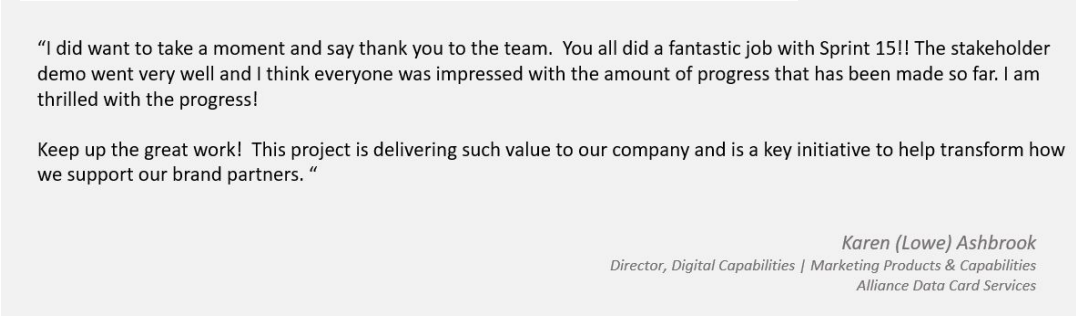 “I did want to take a moment and say thank you to the team.  You all did a fantastic job with Sprint 15!! The stakeholder
demo went very well and I think everyone was impressed with the amount of progress that has been made so far. I am
thrilled with the progress!
Keep up the great work!  This project is delivering such value to our company and is a key initiative to help transform how
we support our brand partners. “
Karen (Lowe) Ashbrook
Director, Digital Capabilities | Marketing Products & Capabilities
Alliance Data Card Services